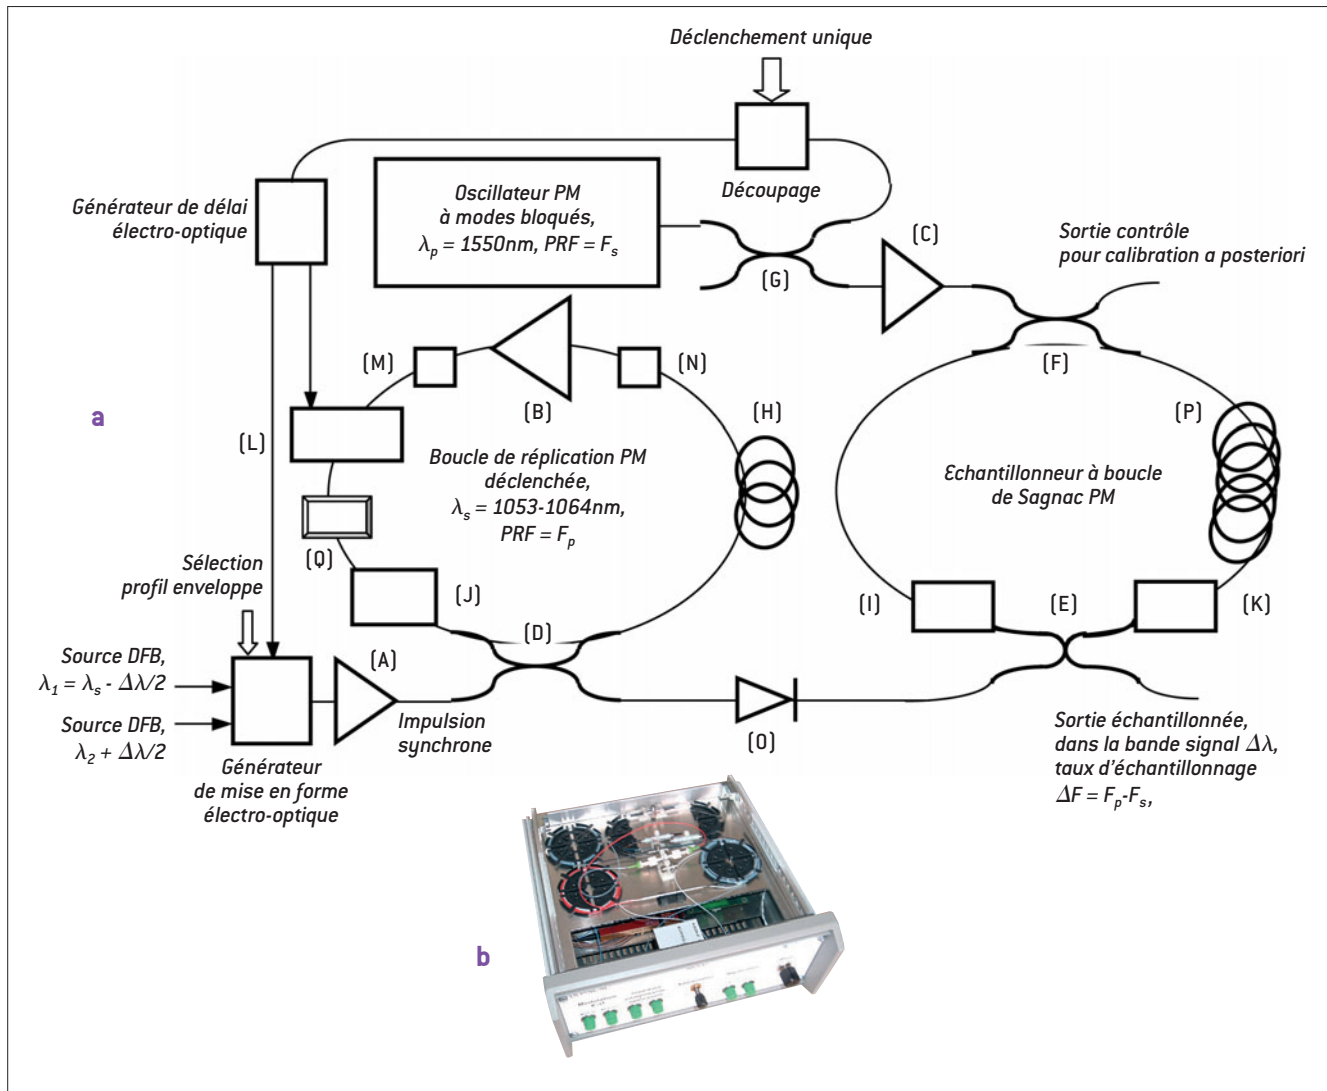 Déclenchement unique
Découpage
Générateur de délai
électro-optique
Oscillateur PM
à modes bloqués,
λp = 1550nm, PRF = Fs
(G)
(C)
Sortie contrôle
pour calibration a posteriori
(F)
(M)
(N)
(B)
(H)
(P)
a
(L)
Boucle de réplication PM
déclenchée,
λs = 1053-1064nm,
PRF = Fp
Echantillonneur à boucle
de Sagnac PM
(Q)
Sélection
profil enveloppe
(J)
(I)
(E)
(K)
(D)
(A)
Source DFB,
λ1 = λs - Δλ/2
Source DFB,
λ2 + Δλ/2
Impulsion
synchrone
(O)
Générateur
de mise en forme
électro-optique
Sortie échantillonnée,
dans la bande signal Δλ,
taux d'échantillonnage
ΔF = Fp-Fs,
b